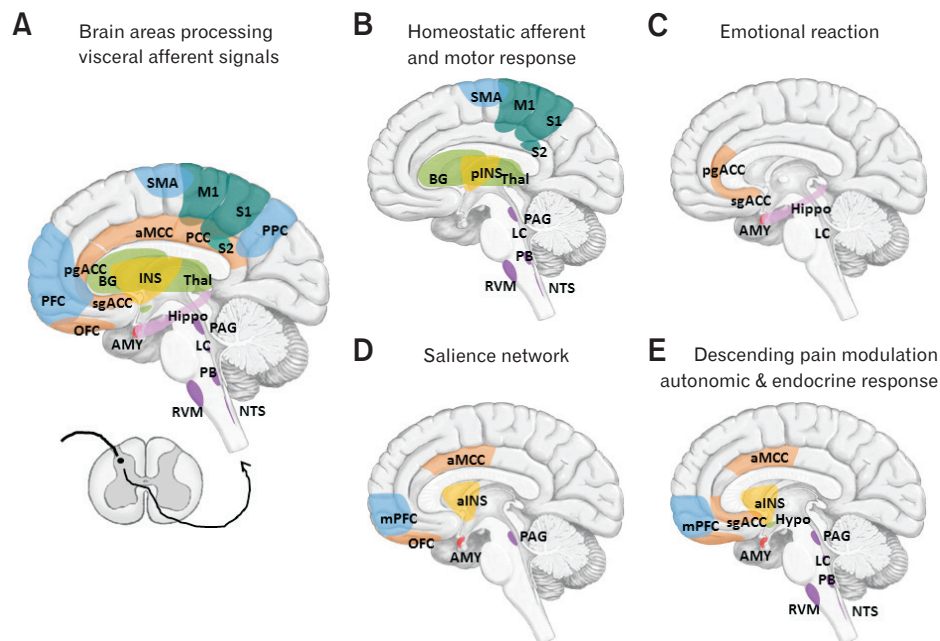 A
Brain areas processing
visceral afferent signals
SMA
M1
S1
PPC
aMCC
PCC
S2
pgACC
BG
INS
Thal
PFC
sgACC
Hippo
OFC
PAG
AMY
LC
PB
RVM
NTS
B
Homeostatic afferent
and motor response
SMA
M1
S1
S2
BG
pINS
Thal
PAG
LC
PB
RVM
NTS
C
Emotional reaction
pgACC
sgACC
Hippo
AMY
LC
D
Salience network
aMCC
aINS
mPFC
OFC
PAG
AMY
E
Descending pain modulation
autonomic & endocrine response
aMCC
aINS
mPFC
sgACC
Hypo
PAG
AMY
LC
PB
RVM
NTS